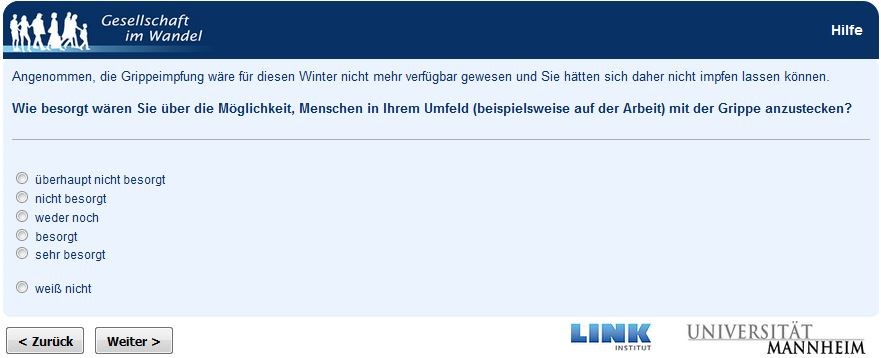 Gesellschaft
im Wandel
Hilfe
Angenommen, die Grippeimpfung wäre für diesen Winter nicht mehr verfügbar gewesen und Sie hätten sich daher nicht impfen lassen können.
Wie besorgt wären Sie über die Möglichkeit, Menschen in Ihrem Umfeld (beispielsweise auf der Arbeit) mit der Grippe anzustecken?
überhaupt nicht besorgt
nicht besorgt
weder noch
besorgt
sehr besorgt
weiß nicht
< Zurück
Weiter >
LINK
INSTITUT
UNIVERSITÄT
MANNHEIM